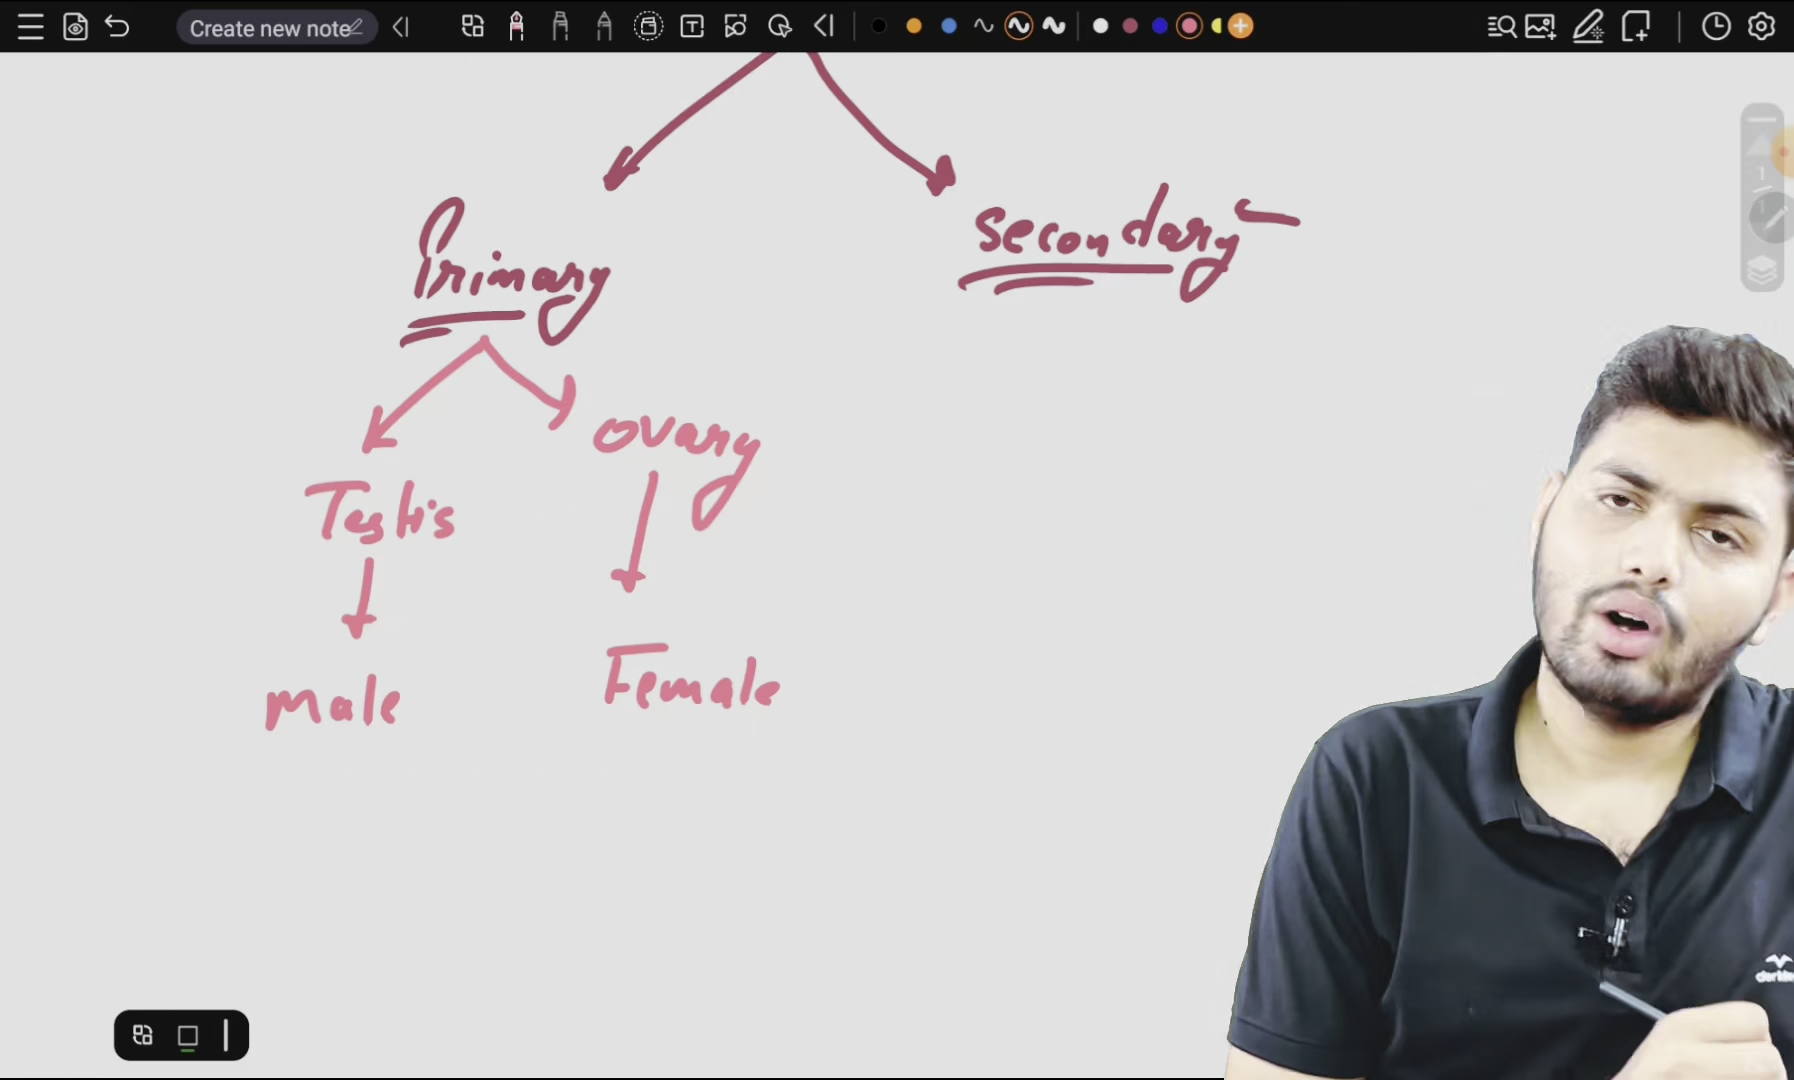 Create new note
secondary
Primary
ovary
Testis
Female
male